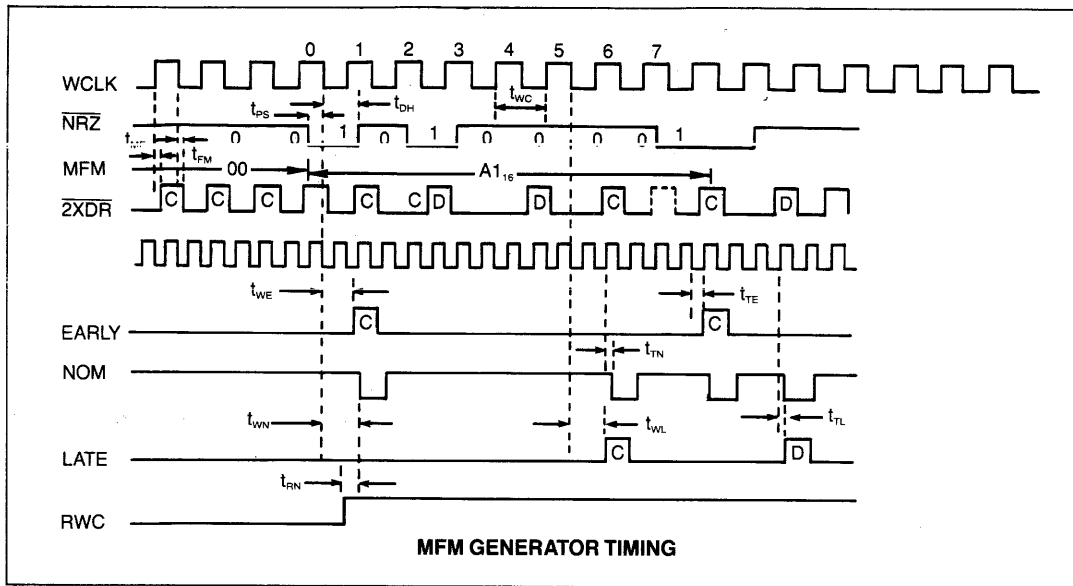 0 1 2 3 4 5 6 7
WCLK
tPS tDH tWC
NRZ
0 0 1 0 1 0 0 0 0 1
tMF tFM
MFM 00 A1₁₆
2XDR C C C C C D D C C D
tWE tTE
EARLY C C
tTN
NOM
tWN tWL tTL
LATE C D
tRN
RWC
MFM GENERATOR TIMING